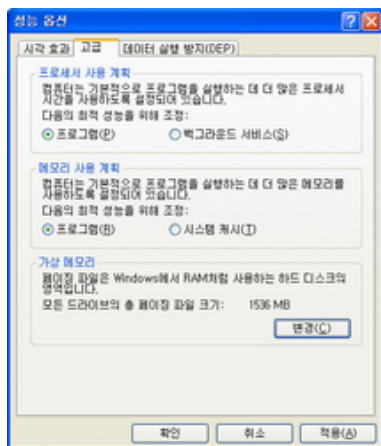 성능 옵션
시각 효과 고급 데이터 실행 방지(DEP)
프로세서 사용 계획
컴퓨터는 기본적으로 프로그램을 실행하는 데 더 많은 프로세서
시간을 사용하도록 설정되어 있습니다.
다음의 최적 성능을 위해 조정:
프로그램(P) 백그라운드 서비스(S)
메모리 사용 계획
컴퓨터는 기본적으로 프로그램을 실행하는 데 더 많은 메모리를
사용하도록 설정되어 있습니다.
다음의 최적 성능을 위해 조정:
프로그램(R) 시스템 캐시(T)
가상 메모리
페이징 파일은 Windows에서 RAM처럼 사용하는 하드 디스크의
영역입니다.
모든 드라이브의 총 페이징 파일 크기: 1536 MB
변경(C)
확인 취소 적용(A)